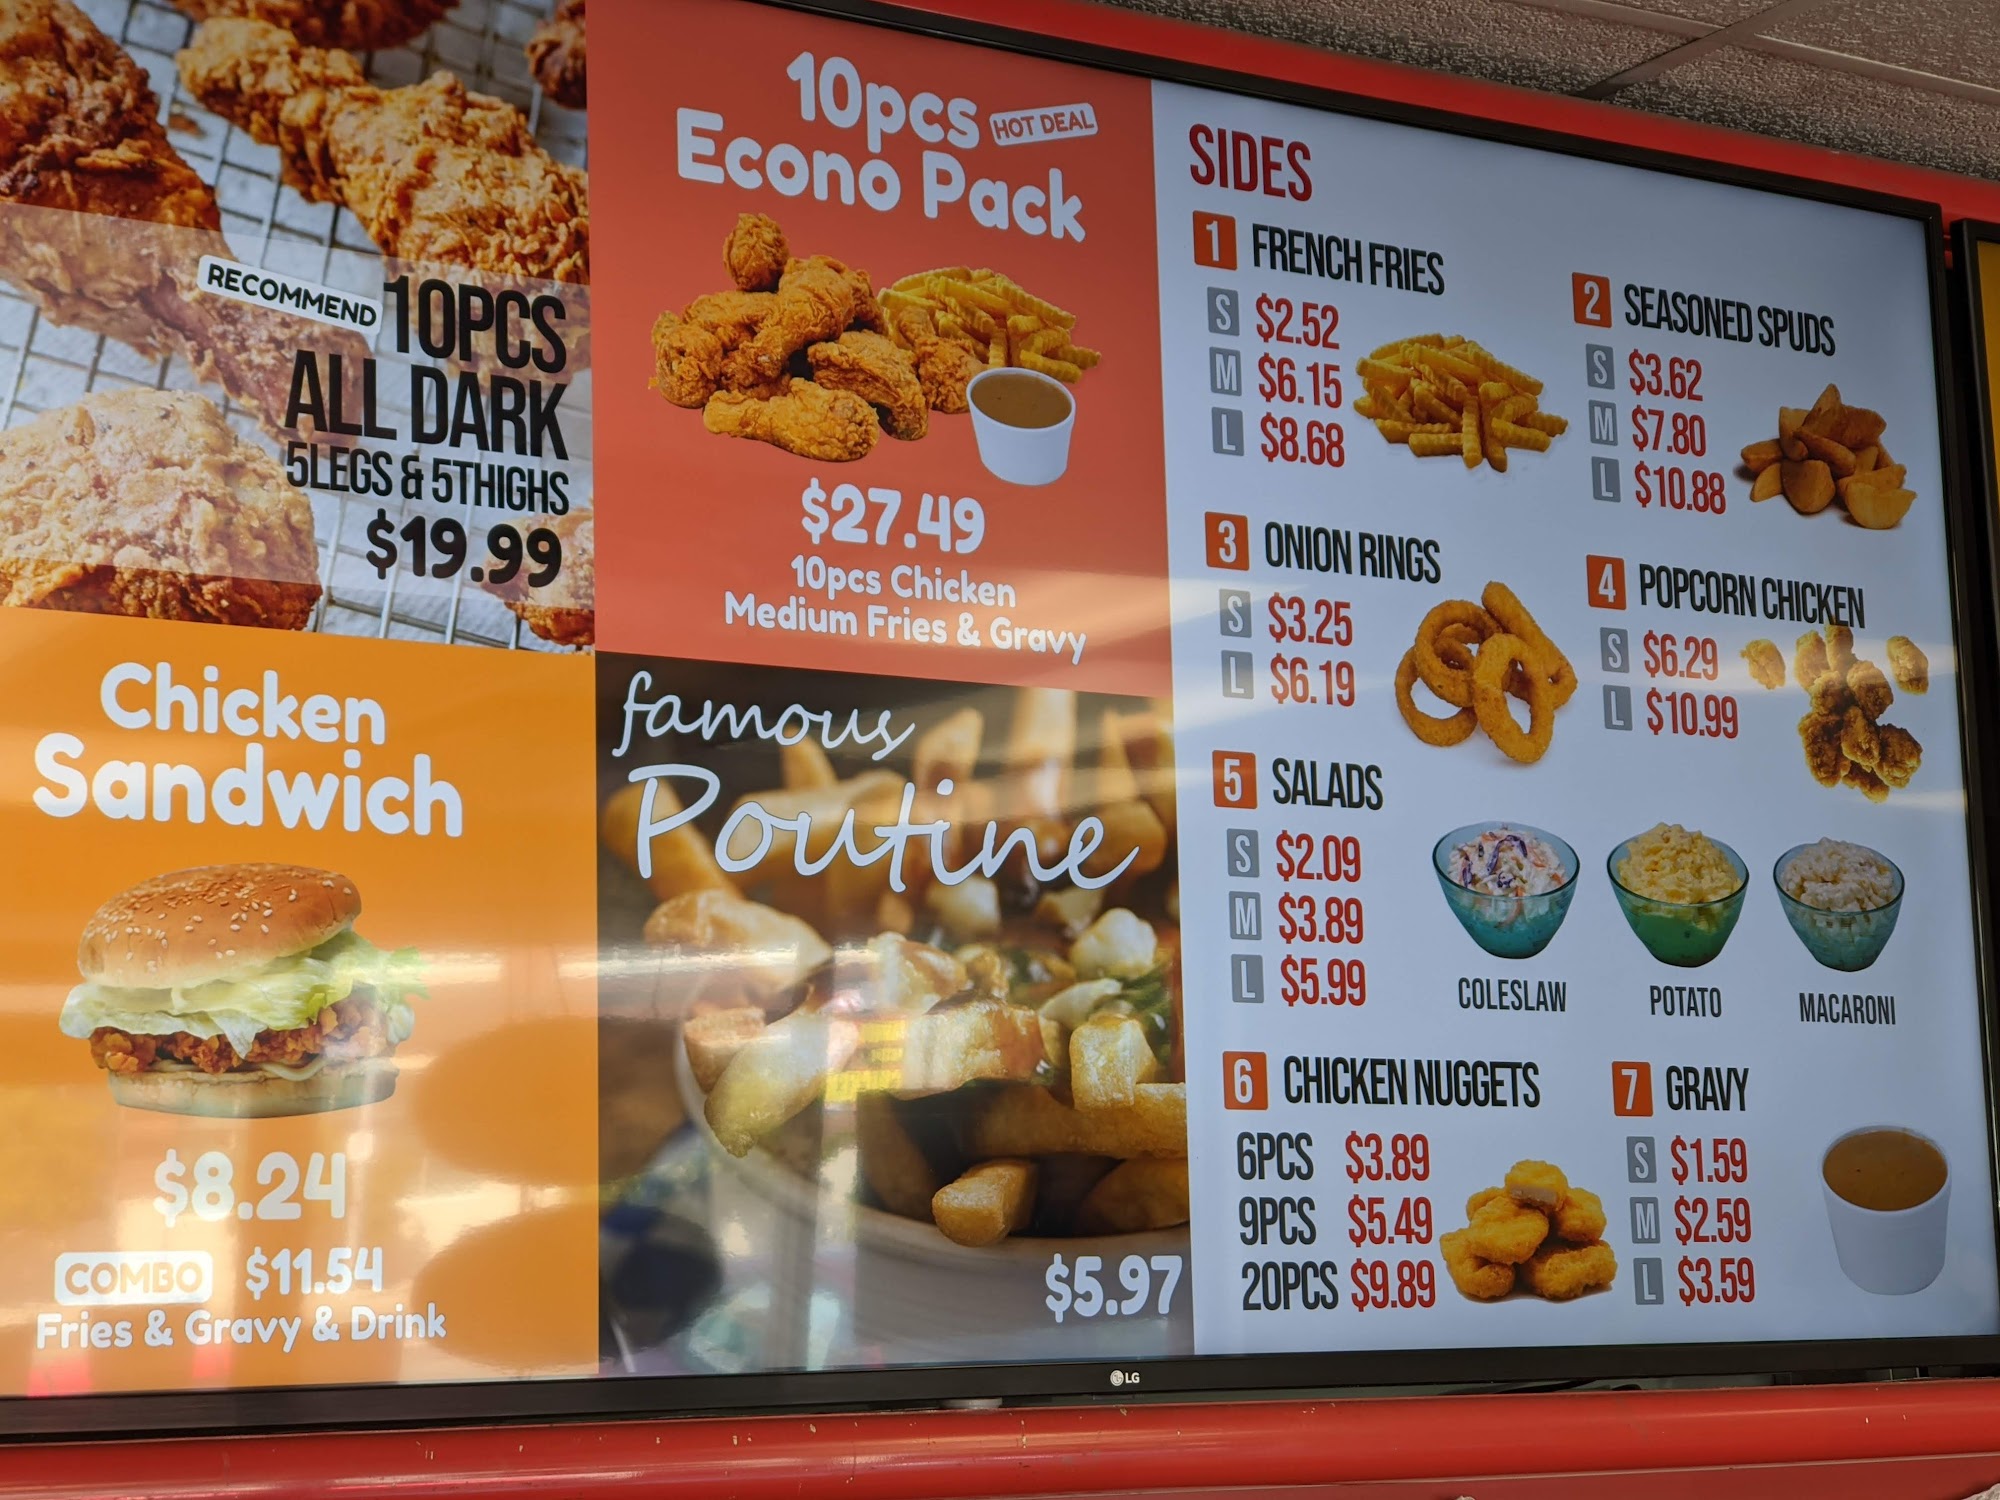 RECOMMEND 10PCS
ALL DARK
5LEGS & 5THIGHS
$19.99
10pcs HOT DEAL
Econo Pack
$27.49
10pcs Chicken
Medium Fries & Gravy
Chicken
Sandwich
$8.24
COMBO $11.54
Fries & Gravy & Drink
famous
Poutine
$5.97
SIDES
1 FRENCH FRIES
S $2.52
M $6.15
L $8.68
2 SEASONED SPUDS
S $3.62
M $7.80
L $10.88
3 ONION RINGS
S $3.25
L $6.19
4 POPCORN CHICKEN
S $6.29
L $10.99
5 SALADS
S $2.09
M $3.89
L $5.99
COLESLAW
POTATO
MACARONI
6 CHICKEN NUGGETS
6PCS $3.89
9PCS $5.49
20PCS $9.89
7 GRAVY
S $1.59
M $2.59
L $3.59
LG